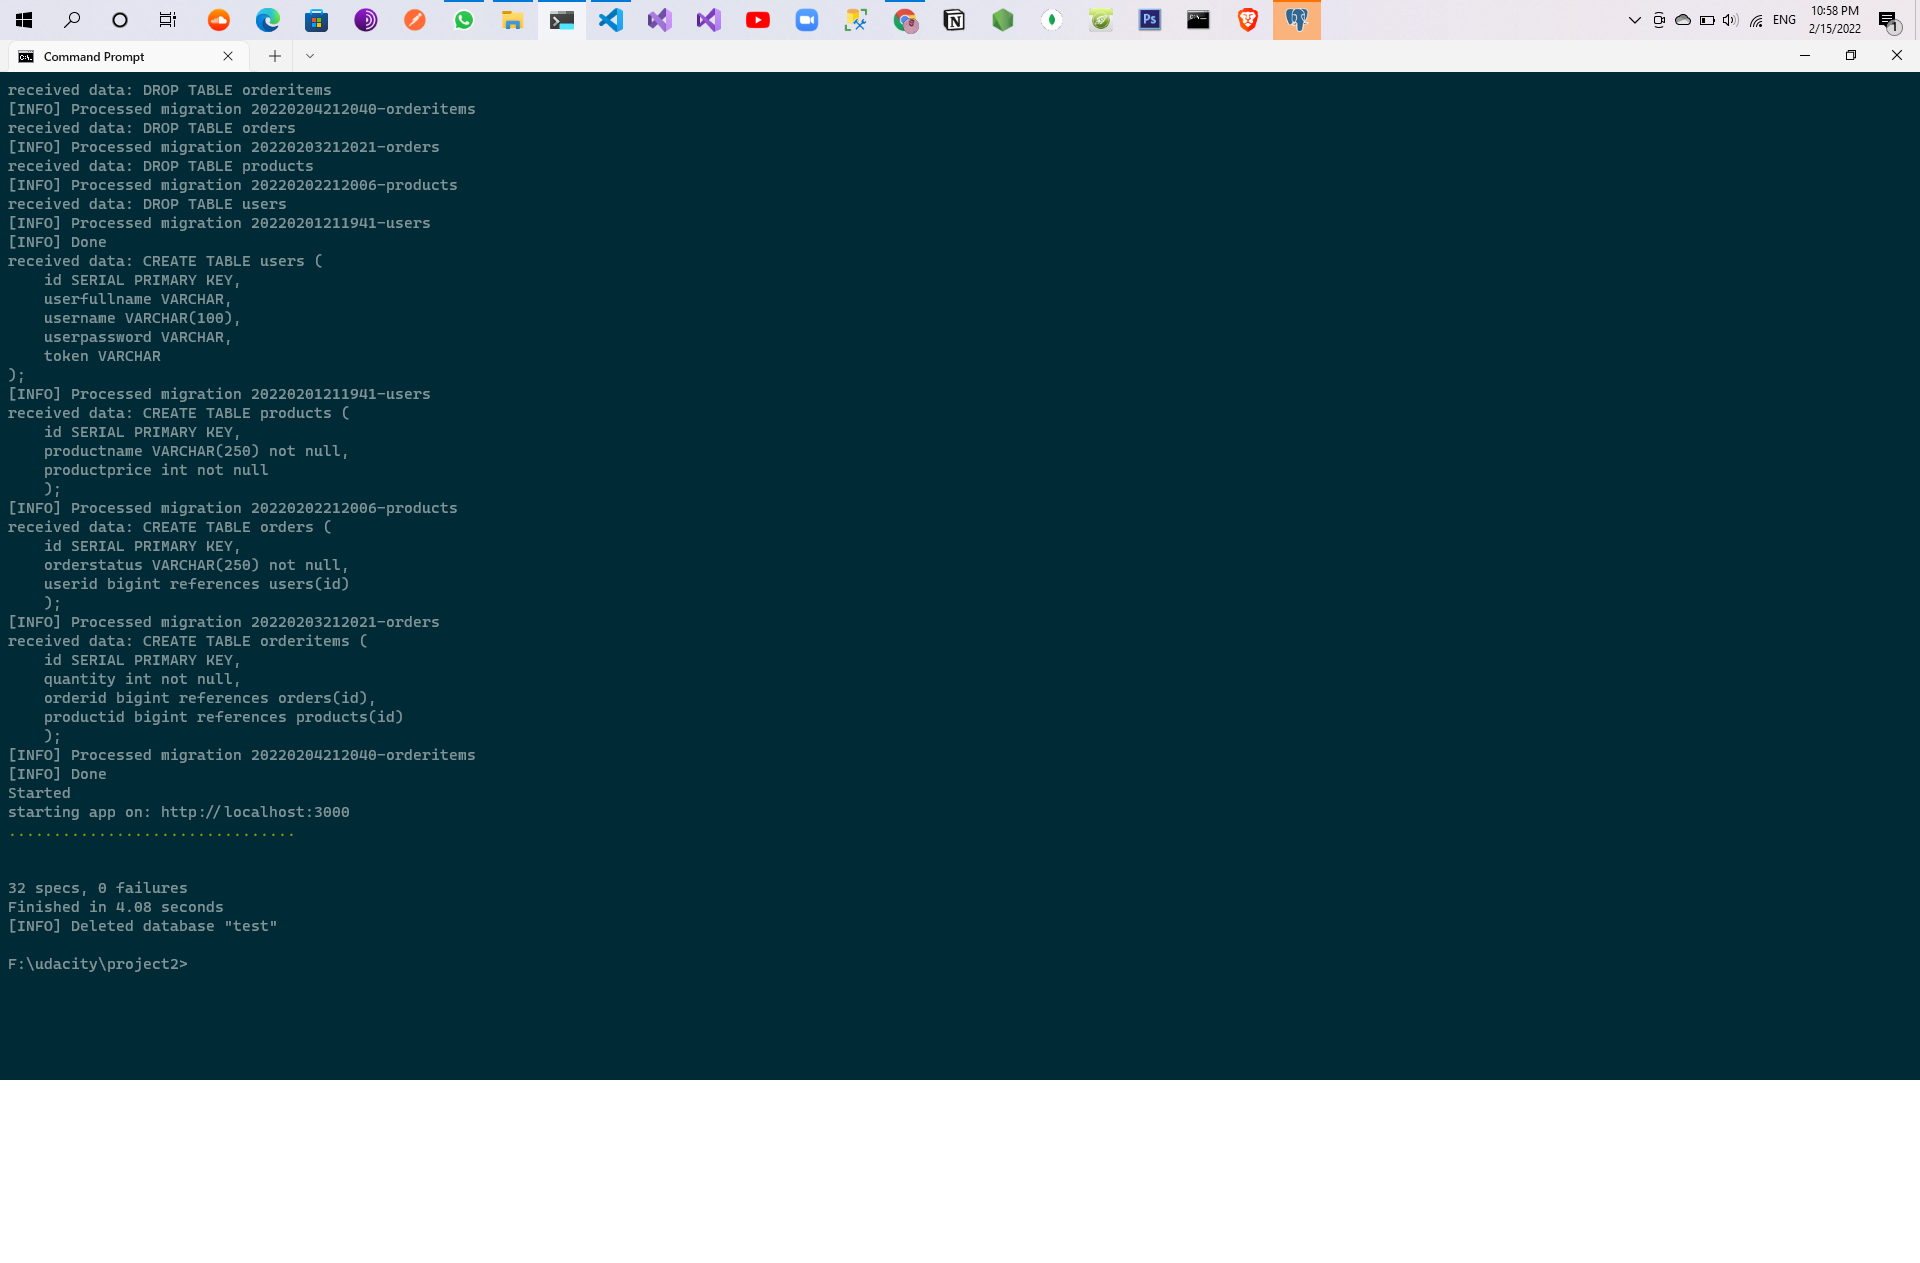 ENG
10:58 PM
2/15/2022
1
Command Prompt
received data: DROP TABLE orderitems
[INFO] Processed migration 20220204212040-orderitems
received data: DROP TABLE orders
[INFO] Processed migration 20220203212021-orders
received data: DROP TABLE products
[INFO] Processed migration 20220202212006-products
received data: DROP TABLE users
[INFO] Processed migration 20220201211941-users
[INFO] Done
received data: CREATE TABLE users (
    id SERIAL PRIMARY KEY,
    userfullname VARCHAR,
    username VARCHAR(100),
    userpassword VARCHAR,
    token VARCHAR
);
[INFO] Processed migration 20220201211941-users
received data: CREATE TABLE products (
    id SERIAL PRIMARY KEY,
    productname VARCHAR(250) not null,
    productprice int not null
    );
[INFO] Processed migration 20220202212006-products
received data: CREATE TABLE orders (
    id SERIAL PRIMARY KEY,
    orderstatus VARCHAR(250) not null,
    userid bigint references users(id)
    );
[INFO] Processed migration 20220203212021-orders
received data: CREATE TABLE orderitems (
    id SERIAL PRIMARY KEY,
    quantity int not null,
    orderid bigint references orders(id),
    productid bigint references products(id)
    );
[INFO] Processed migration 20220204212040-orderitems
[INFO] Done
Started
starting app on: http://localhost:3000
................................
32 specs, 0 failures
Finished in 4.08 seconds
[INFO] Deleted database "test"
F:\udacity\project2>